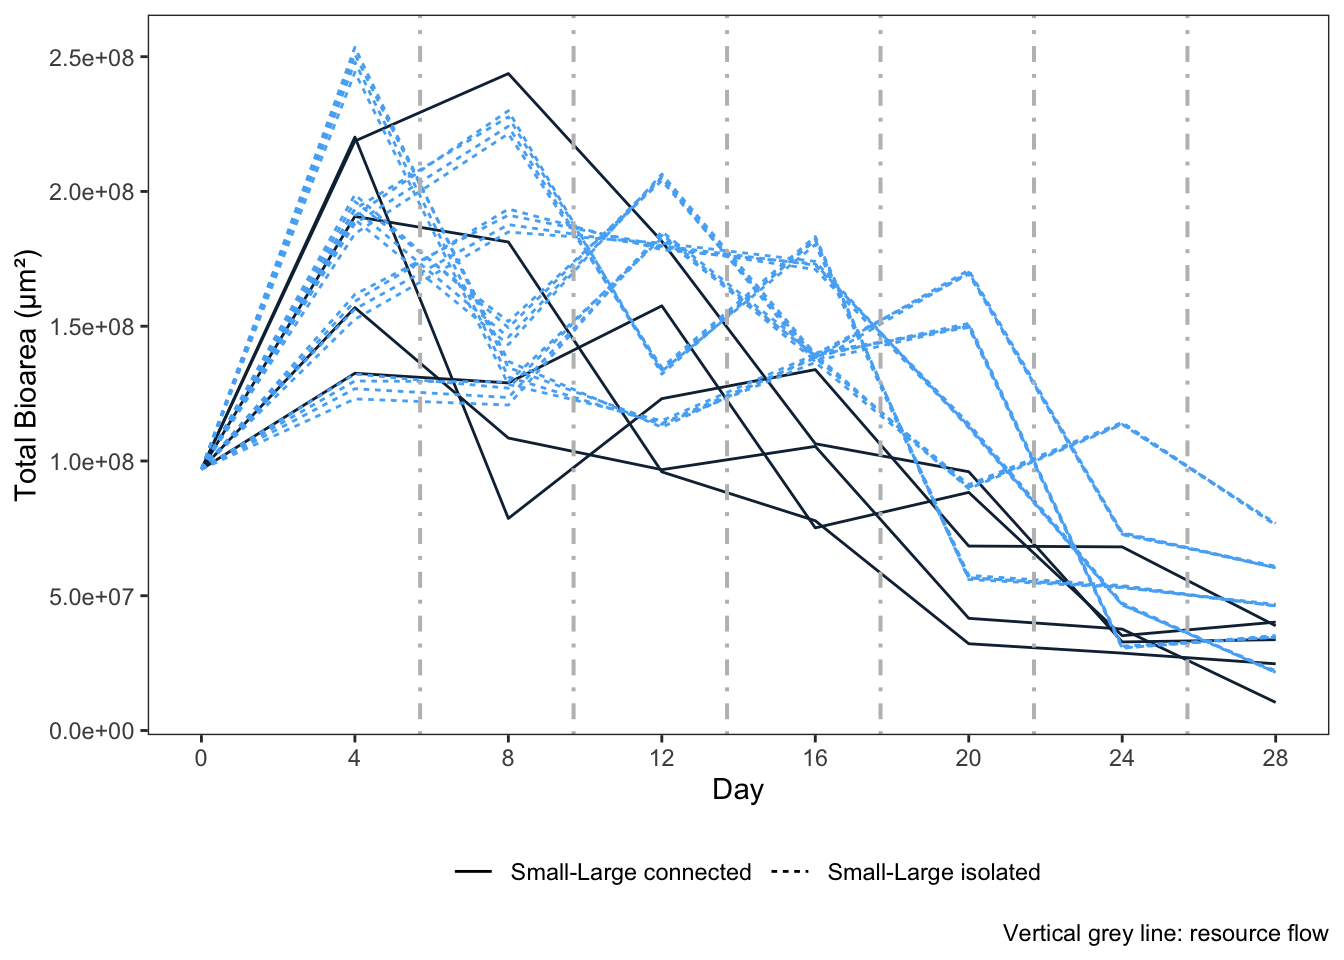 Total Bioarea (µm²)
2.5e+08
2.0e+08
1.5e+08
1.0e+08
5.0e+07
0.0e+00
0 4 8 12 16 20 24 28
Day
Small-Large connected Small-Large isolated
Vertical grey line: resource flow